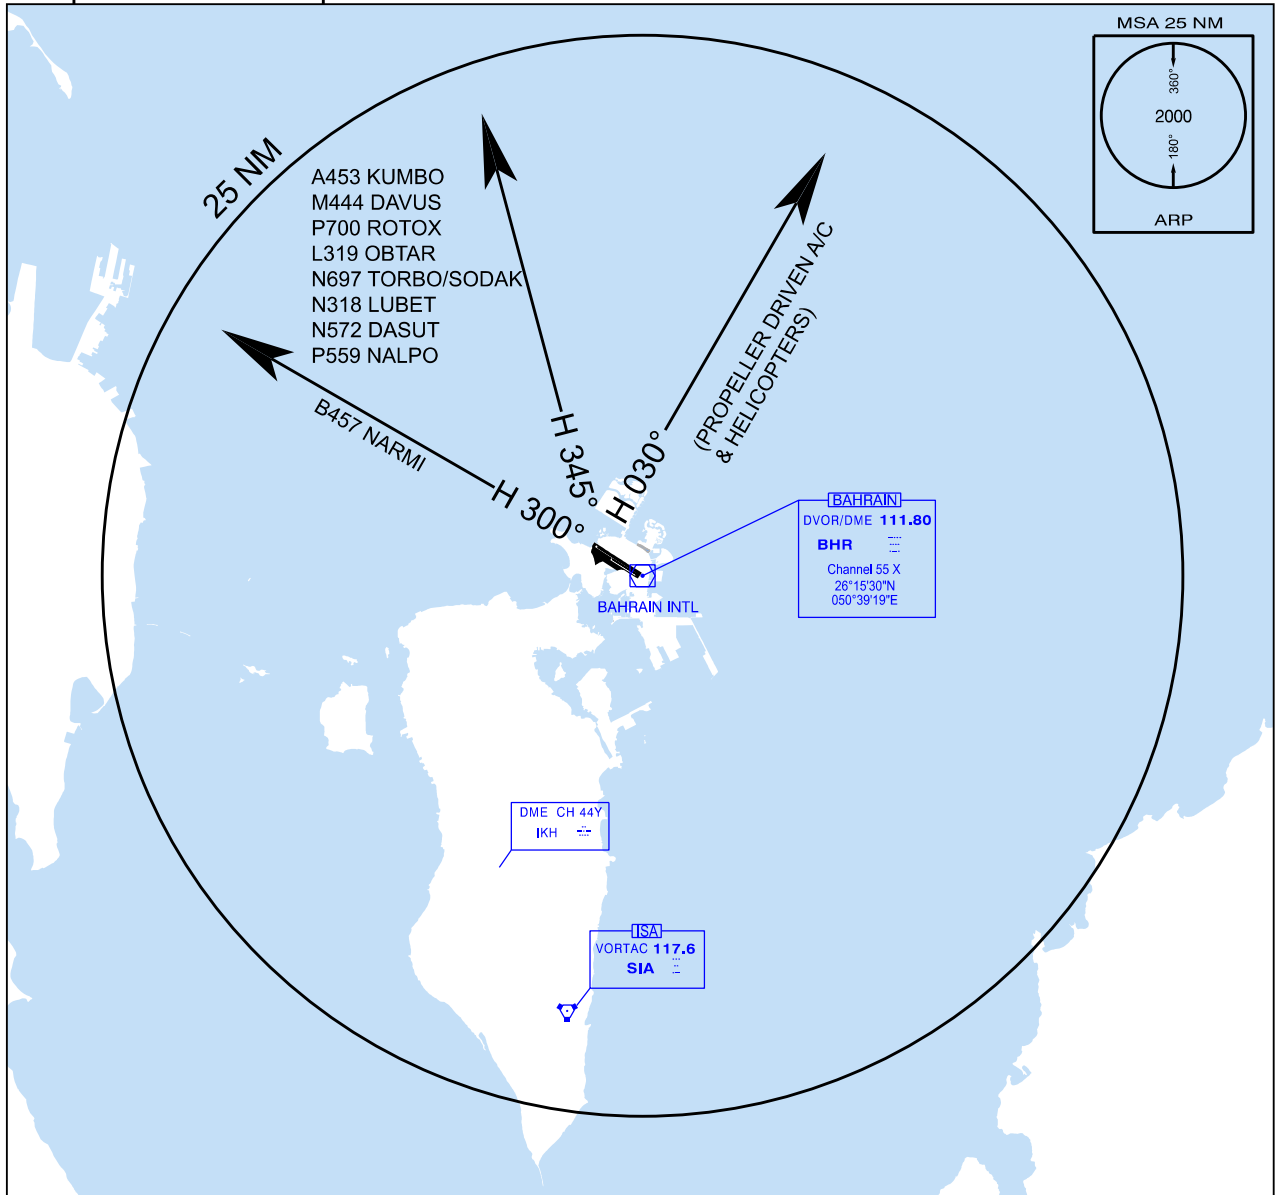 MSA 25 NM
360°
2000
180°
ARP
25 NM
A453 KUMBO
M444 DAVUS
P700 ROTOX
L319 OBTAR
N697 TORBO/SODAK
N318 LUBET
N572 DASUT
P559 NALPO
B457 NARMI
H 300°
H 345°
H 030°
(PROPELLER DRIVEN A/C
& HELICOPTERS)
BAHRAIN
DVOR/DME 111.80
BHR
Channel 55 X
26°15'30"N
050°39'19"E
BAHRAIN INTL
DME CH 44Y
IKH
ISA
VORTAC 117.6
SIA